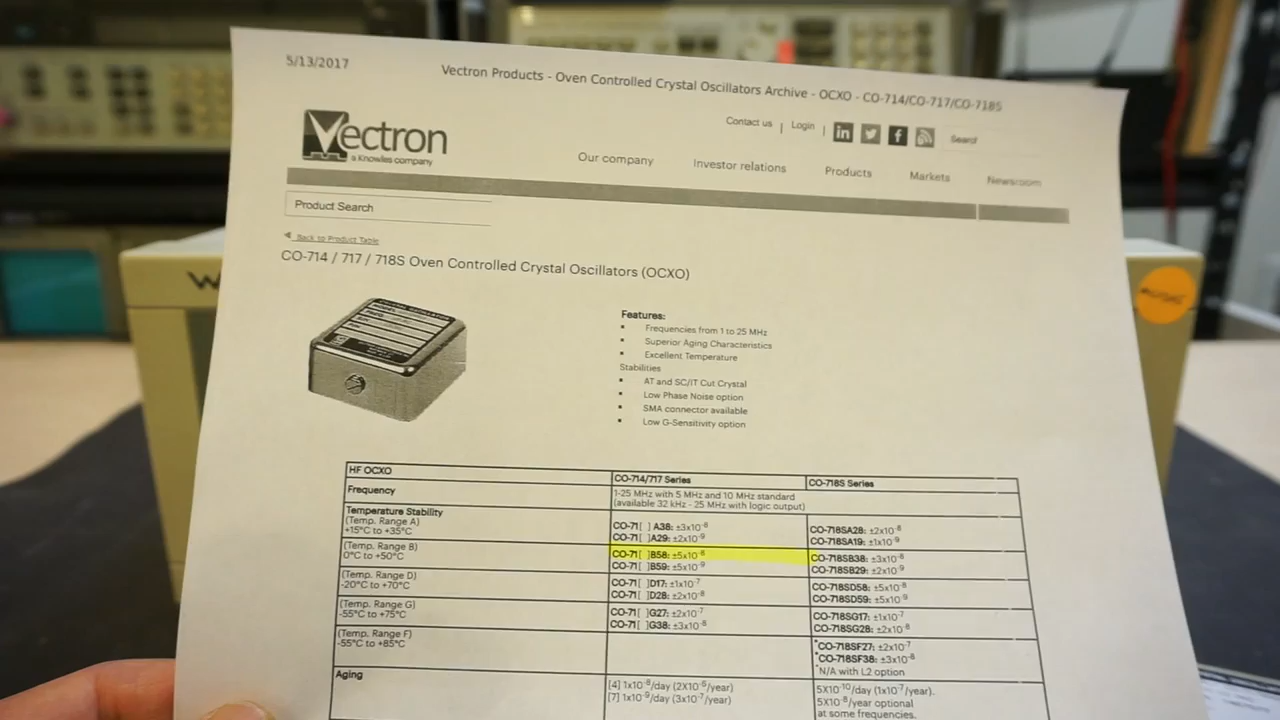 5/13/2017
Vectron Products - Oven Controlled Crystal Oscillators Archive - OCXO - CO-714/CO-717/CO-718S
Vectron
a Knowles company
Contact us | Login | in f Search
Our company Investor relations Products Markets Newsroom
Product Search
Back to Product Table
CO-714 / 717 / 718S Oven Controlled Crystal Oscillators (OCXO)
Features:
Frequencies from 1 to 25 MHz
Superior Aging Characteristics
Excellent Temperature
Stabilities
AT and SC/IT Cut Crystal
Low Phase Noise option
SMA connector available
Low G-Sensitivity option
HF OCXO
CO-714/717 Series
CO-718S Series
Frequency
1-25 MHz with 5 MHz and 10 MHz standard
(available 32 kHz - 25 MHz with logic output)
Temperature Stability
(Temp. Range A)
+15°C to +35°C
CO-71[ ] A38: ±3x10⁻⁸
CO-71[ ]A29: ±2x10⁻⁹
CO-718SA28: ±2x10⁻⁸
CO-718SA19: ±1x10⁻⁹
(Temp. Range B)
0°C to +50°C
CO-71[ ]B58: ±5x10⁻⁸
CO-71[ ]B59: ±5x10⁻⁹
CO-718SB38: ±3x10⁻⁸
CO-718SB29: ±2x10⁻⁹
(Temp. Range D)
-20°C to +70°C
CO-71[ ]D17: ±1x10⁻⁷
CO-71[ ]D28: ±2x10⁻⁸
CO-718SD58: ±5x10⁻⁸
CO-718SD59: ±5x10⁻⁹
(Temp. Range G)
-55°C to +75°C
CO-71[ ]G27: ±2x10⁻⁷
CO-71[ ]G38: ±3x10⁻⁸
CO-718SG17: ±1x10⁻⁷
CO-718SG28: ±2x10⁻⁸
(Temp. Range F)
-55°C to +85°C
*CO-718SF27: ±2x10⁻⁷
*CO-718SF38: ±3x10⁻⁸
*N/A with L2 option
Aging
[4] 1x10⁻⁸/day (2X10⁻⁶/year)
[7] 1x10⁻⁹/day (3x10⁻⁷/year)
5X10⁻¹⁰/day (1x10⁻⁷/year).
5X10⁻⁸/year optional
at some frequencies.